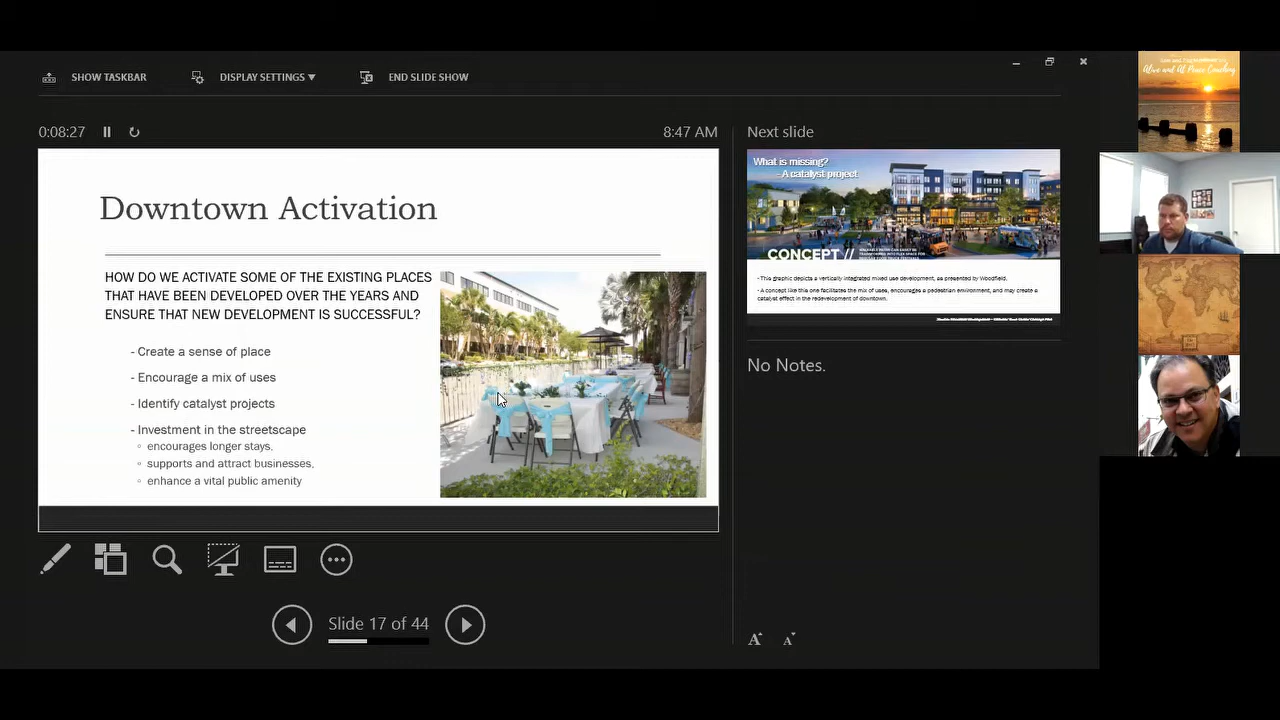 SHOW TASKBAR
DISPLAY SETTINGS ▼
END SLIDE SHOW
0:08:27
8:47 AM
Downtown Activation
HOW DO WE ACTIVATE SOME OF THE EXISTING PLACES
THAT HAVE BEEN DEVELOPED OVER THE YEARS AND
ENSURE THAT NEW DEVELOPMENT IS SUCCESSFUL?
- Create a sense of place
- Encourage a mix of uses
- Identify catalyst projects
- Investment in the streetscape
◦ encourages longer stays,
◦ supports and attract businesses,
◦ enhance a vital public amenity
Slide 17 of 44
Next slide
What is missing?
- A catalyst project
CONCEPT //
- This graphic depicts a vertically integrated mixed use development, as presented by Woodfield.
- A concept like this one facilitates the mix of uses, encourages a pedestrian environment, and may create a
catalyst effect in the redevelopment of downtown.
No Notes.
A A
Alive and At Peace Coaching